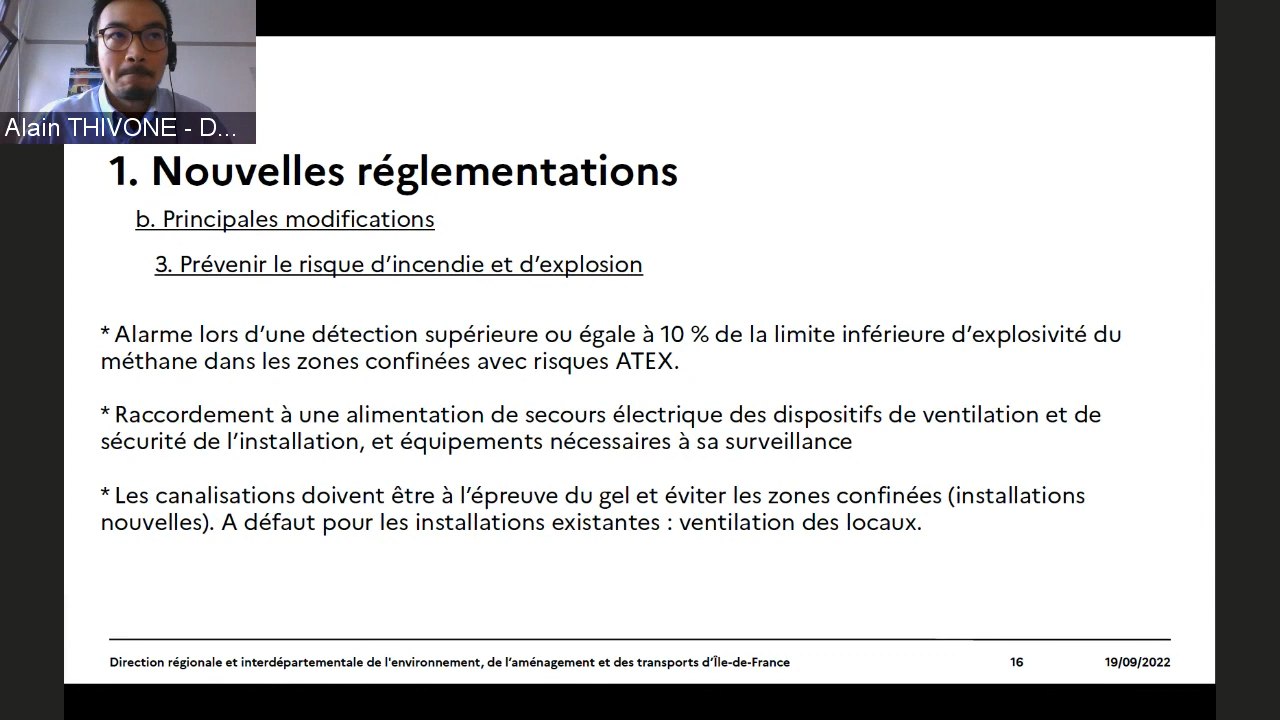 Alain THIVONE - D...
1. Nouvelles réglementations
b. Principales modifications
3. Prévenir le risque d’incendie et d’explosion
* Alarme lors d’une détection supérieure ou égale à 10 % de la limite inférieure d’explosivité du
méthane dans les zones confinées avec risques ATEX.
* Raccordement à une alimentation de secours électrique des dispositifs de ventilation et de
sécurité de l’installation, et équipements nécessaires à sa surveillance
* Les canalisations doivent être à l’épreuve du gel et éviter les zones confinées (installations
nouvelles). A défaut pour les installations existantes : ventilation des locaux.
Direction régionale et interdépartementale de l'environnement, de l’aménagement et des transports d’Île-de-France 16 19/09/2022